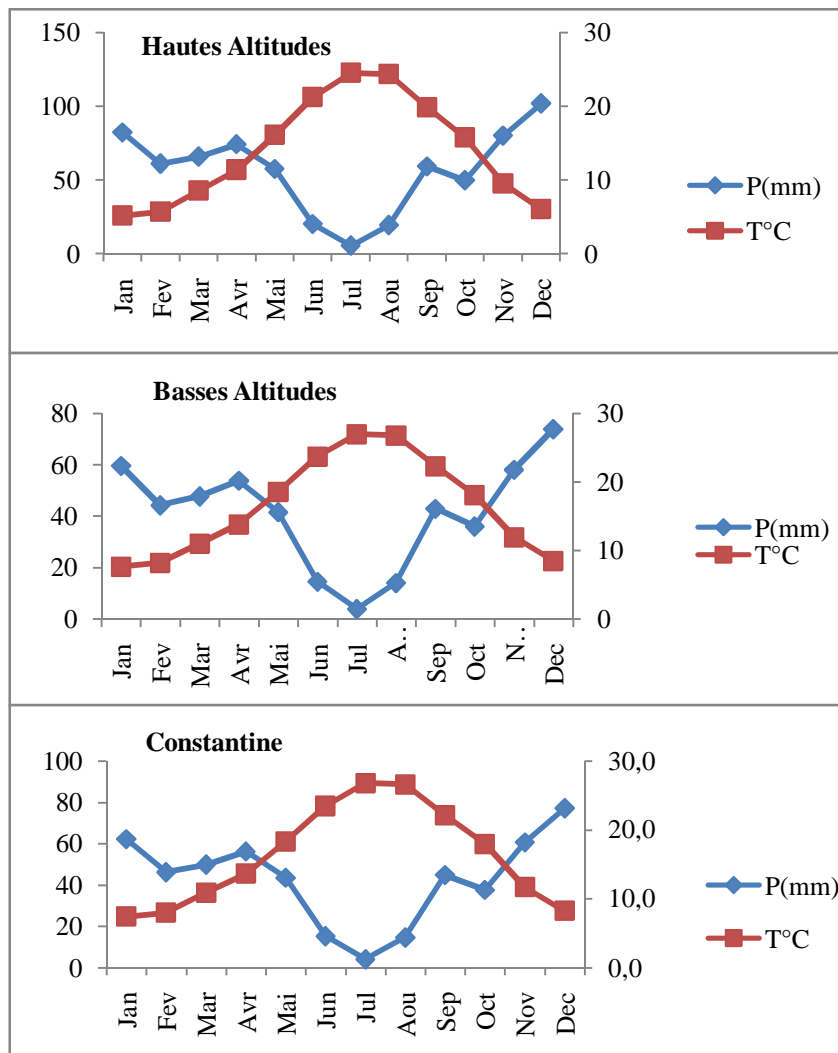 Hautes Altitudes
150
100
50
0
30
20
10
0
Jan Fev Mar Avr Mai Jun Jul Aou Sep Oct Nov Dec
P(mm)
T°C
Basses Altitudes
80
60
40
20
0
30
20
10
0
Jan Fev Mar Avr Mai Jun Jul A.. Sep Oct N.. Dec
P(mm)
T°C
Constantine
100
80
60
40
20
0
30,0
20,0
10,0
0,0
Jan Fev Mar Avr Mai Jun Jul Aou Sep Oct Nov Dec
P(mm)
T°C